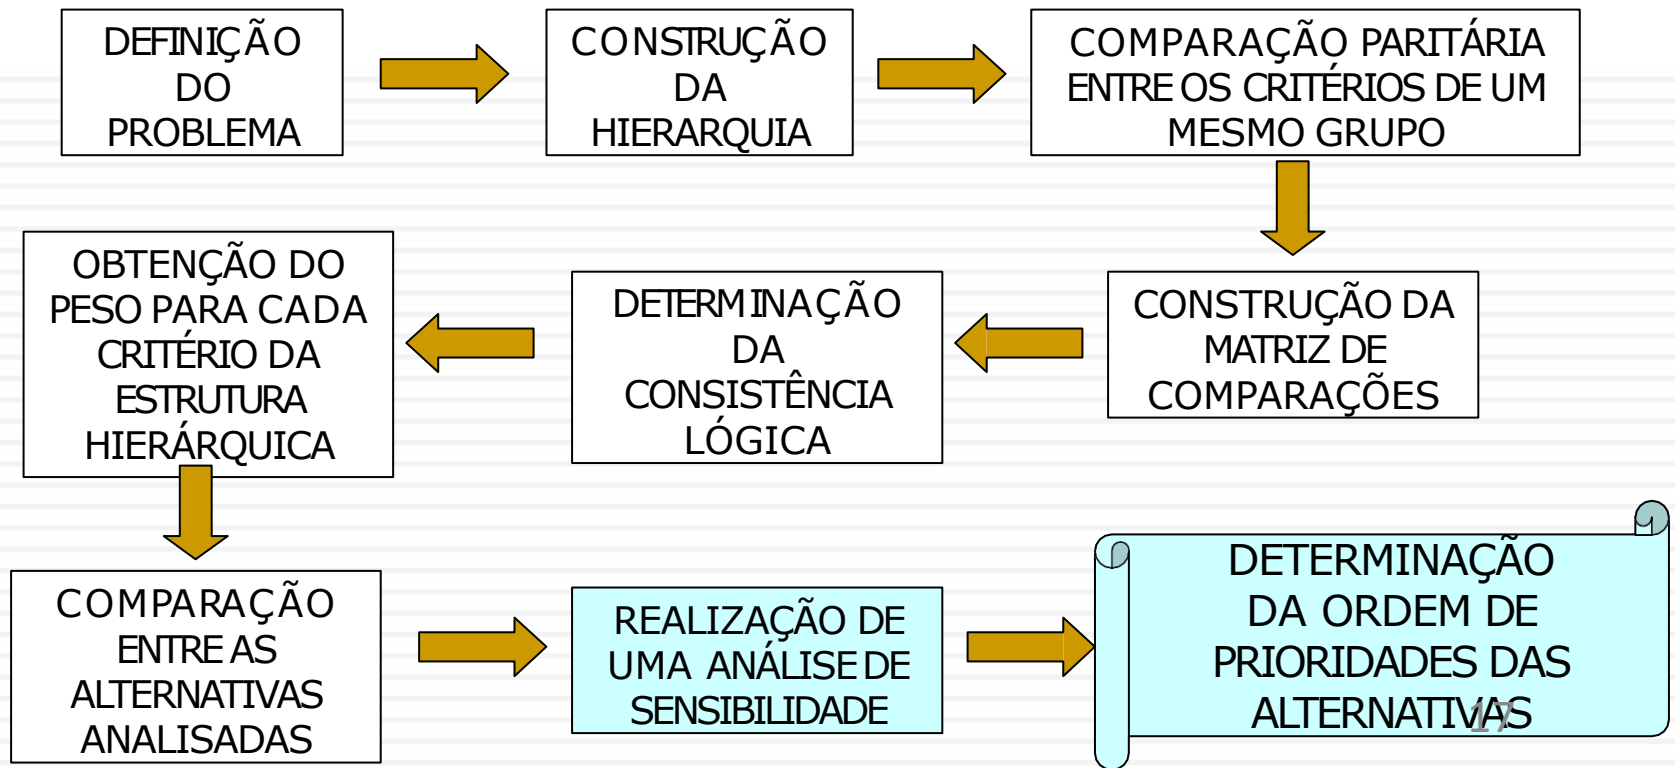 DEFINIÇÃO
DO
PROBLEMA
CONSTRUÇÃO
DA
HIERARQUIA
COMPARAÇÃO PARITÁRIA
ENTRE OS CRITÉRIOS DE UM
MESMO GRUPO
CONSTRUÇÃO DA
MATRIZ DE
COMPARAÇÕES
DETERMINAÇÃO
DA
CONSISTÊNCIA
LÓGICA
OBTENÇÃO DO
PESO PARA CADA
CRITÉRIO DA
ESTRUTURA
HIERÁRQUICA
COMPARAÇÃO
ENTRE AS
ALTERNATIVAS
ANALISADAS
REALIZAÇÃO DE
UMA ANÁLISE DE
SENSIBILIDADE
DETERMINAÇÃO
DA ORDEM DE
PRIORIDADES DAS
ALTERNATIVAS
17